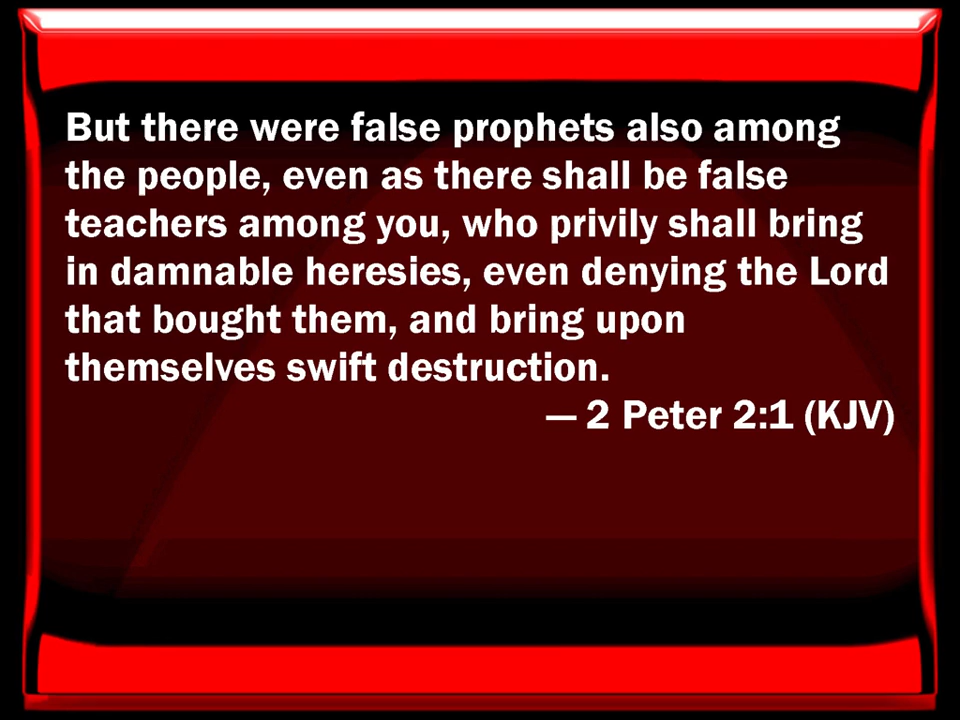 But there were false prophets also among
the people, even as there shall be false
teachers among you, who privily shall bring
in damnable heresies, even denying the Lord
that bought them, and bring upon
themselves swift destruction.
— 2 Peter 2:1 (KJV)